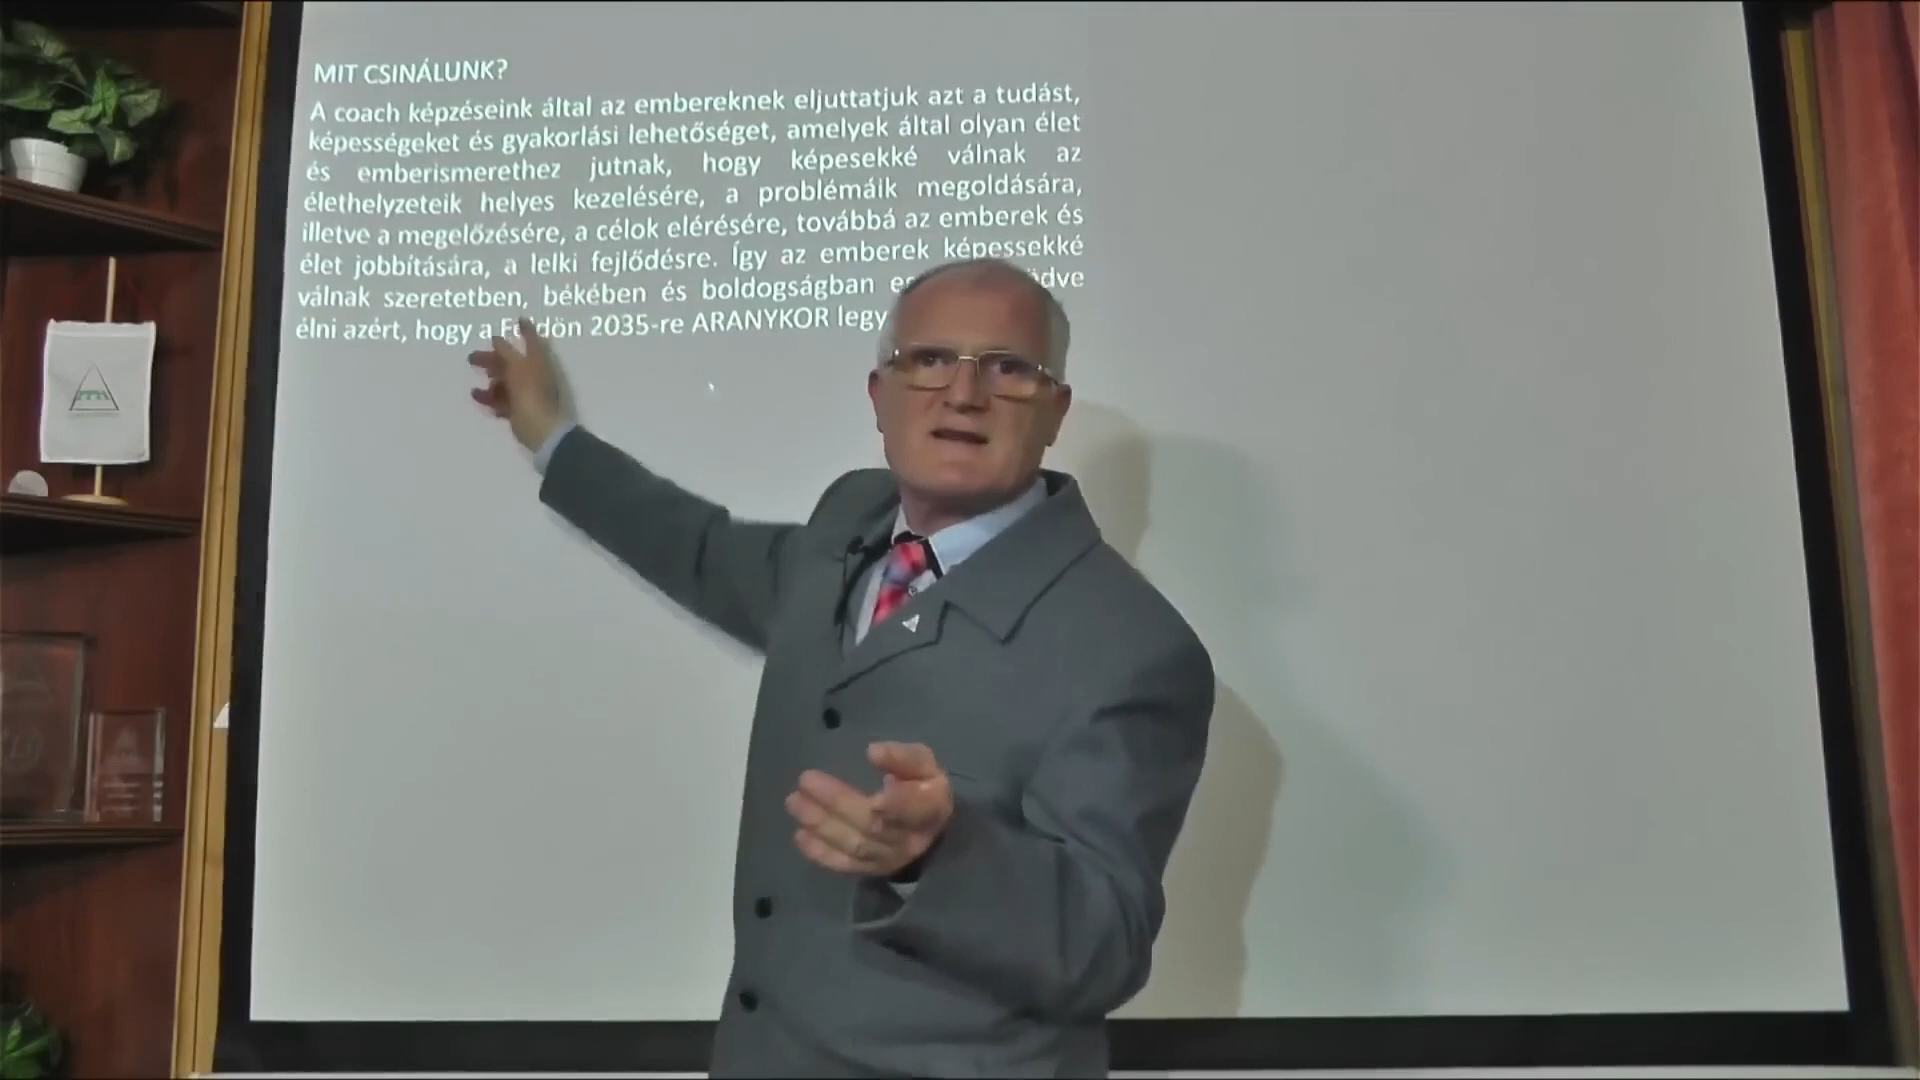 MIT CSINÁLUNK?
A coach képzéseink által az embereknek eljuttatjuk azt a tudást,
képességeket és gyakorlási lehetőséget, amelyek által olyan élet
és emberismerethez jutnak, hogy képesekké válnak az
élethelyzeteik helyes kezelésére, a problémáik megoldására,
illetve a megelőzésére, a célok elérésére, továbbá az emberek és
élet jobbítására, a lelki fejlődésre. Így az emberek képessekké
válnak szeretetben, békében és boldogságban
élni azért, hogy a Földön 2035-re ARANYKOR